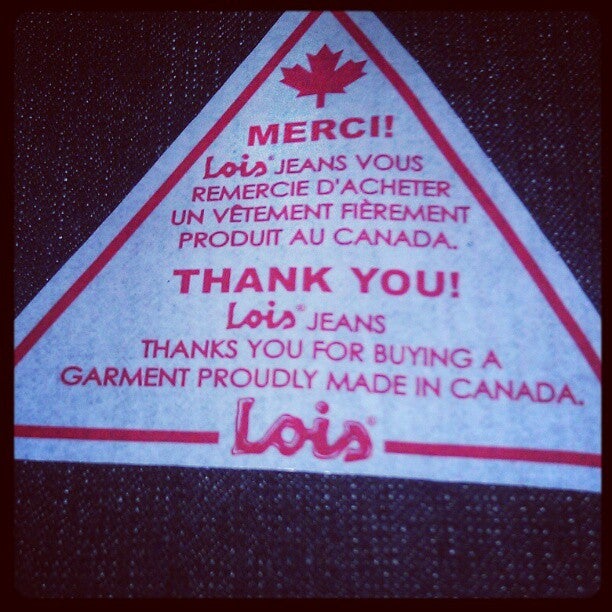 MERCI!
Lois® JEANS VOUS
REMERCIE D'ACHETER
UN VÊTEMENT FIÈREMENT
PRODUIT AU CANADA.
THANK YOU!
Lois® JEANS
THANKS YOU FOR BUYING A
GARMENT PROUDLY MADE IN CANADA.
Lois®